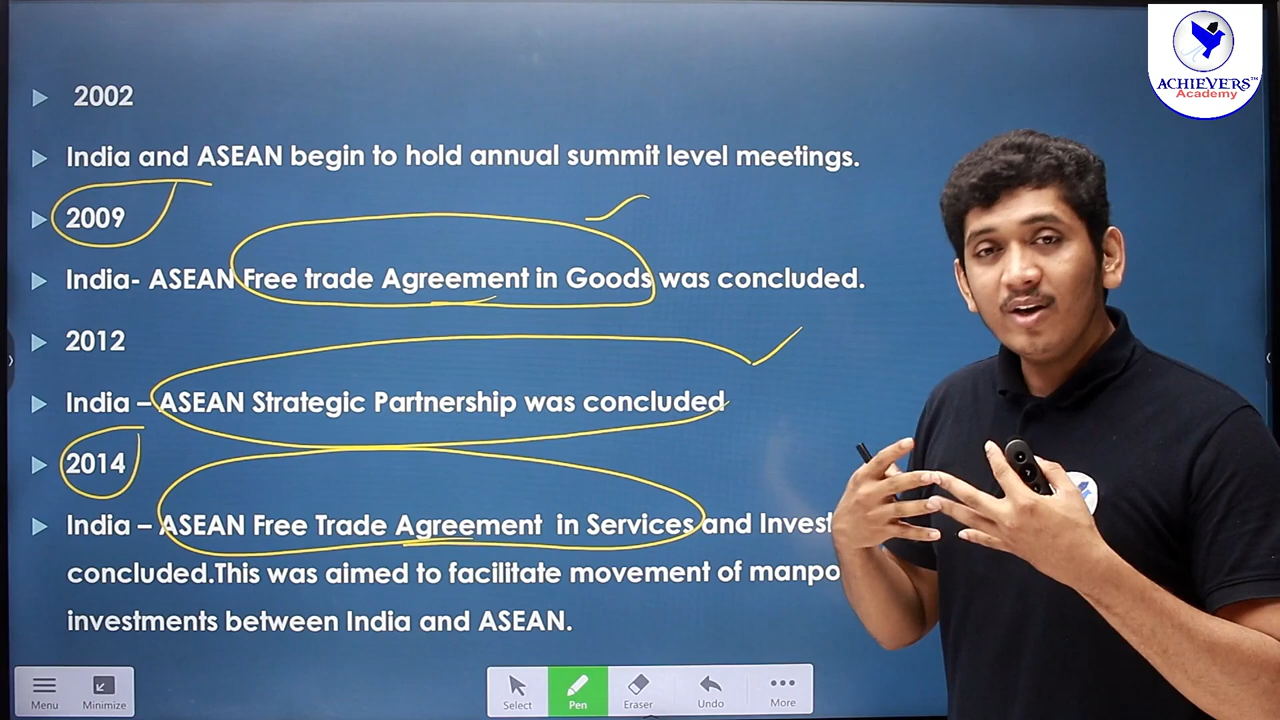 ACHIEVERS™
Academy
2002
India and ASEAN begin to hold annual summit level meetings.
2009
India- ASEAN Free trade Agreement in Goods was concluded.
2012
India – ASEAN Strategic Partnership was concluded
2014
India – ASEAN Free Trade Agreement in Services and Invest
concluded.This was aimed to facilitate movement of manpo
investments between India and ASEAN.
Menu
Minimize
Select
Pen
Eraser
Undo
More